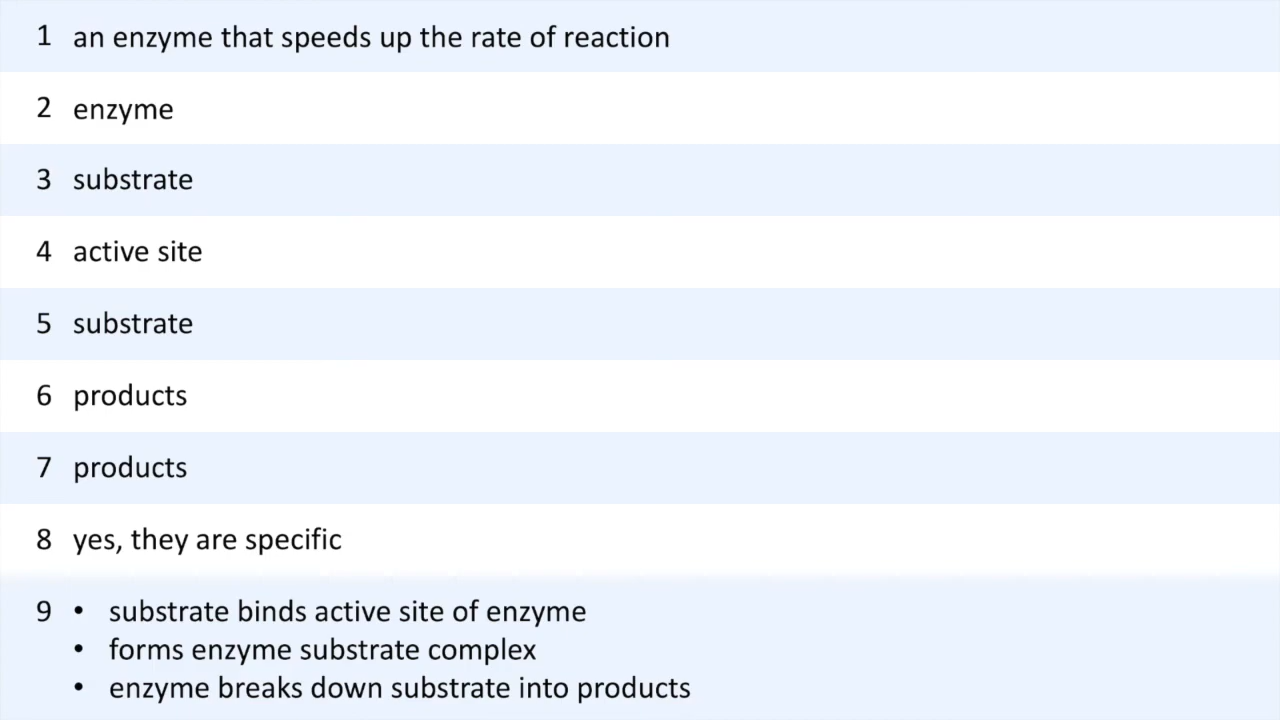 1 an enzyme that speeds up the rate of reaction
2 enzyme
3 substrate
4 active site
5 substrate
6 products
7 products
8 yes, they are specific
9 • substrate binds active site of enzyme
• forms enzyme substrate complex
• enzyme breaks down substrate into products